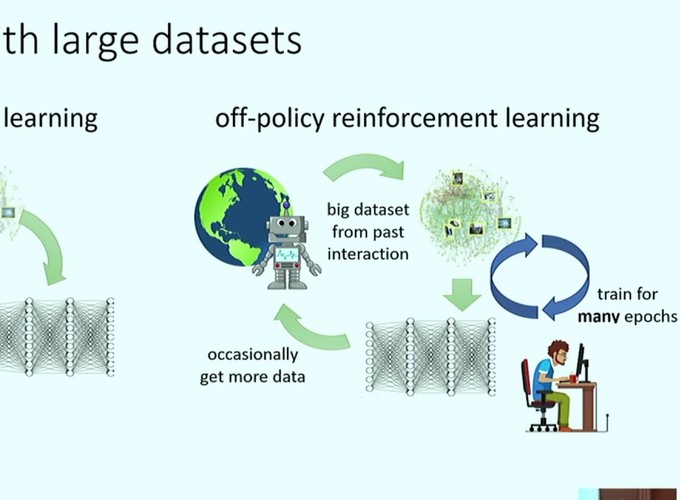 th large datasets
learning
off-policy reinforcement learning
big dataset
from past
interaction
train for
many epochs
occasionally
get more data